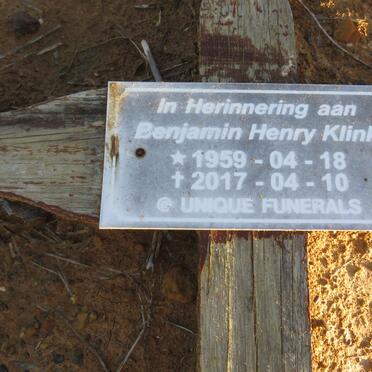 In Herinnering aan
Benjamin Henry
★ 1959 - 04 - 18
✝ 2017 - 04 - 10
@ UNIQUE FUNERALS